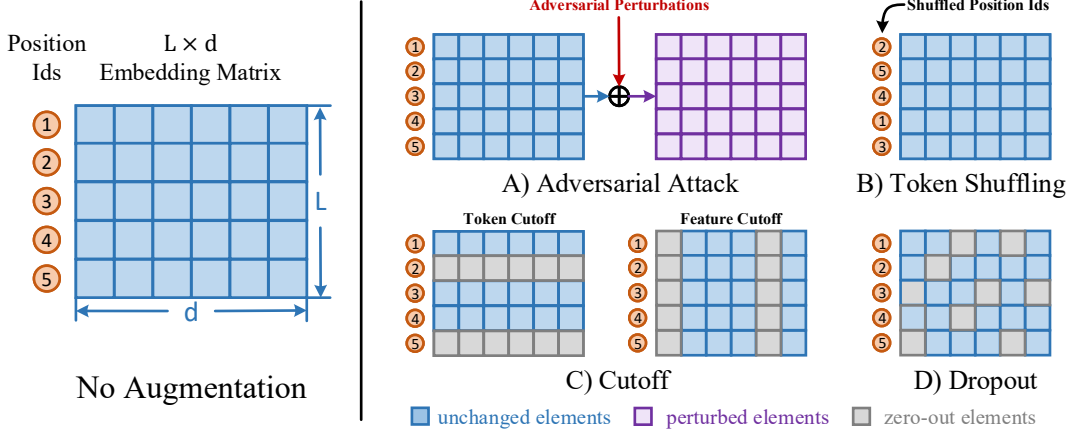 Position
Ids
L × d
Embedding Matrix
1
2
3
4
5
L
d
No Augmentation
Adversarial Perturbations
1
2
3
4
5
A) Adversarial Attack
Shuffled Position Ids
2
5
4
1
3
B) Token Shuffling
Token Cutoff
1
2
3
4
5
Feature Cutoff
1
2
3
4
5
C) Cutoff
1
2
3
4
5
D) Dropout
unchanged elements
perturbed elements
zero-out elements